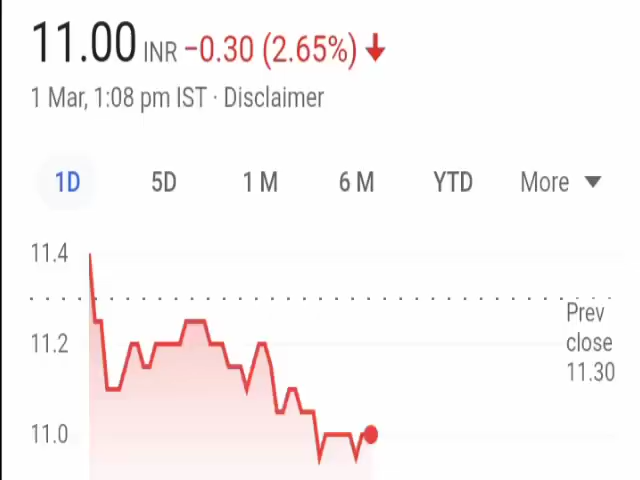 11.00 INR −0.30 (2.65%)
1 Mar, 1:08 pm IST · Disclaimer
1D 5D 1 M 6 M YTD More
11.4
Prev
close
11.30
11.2
11.0